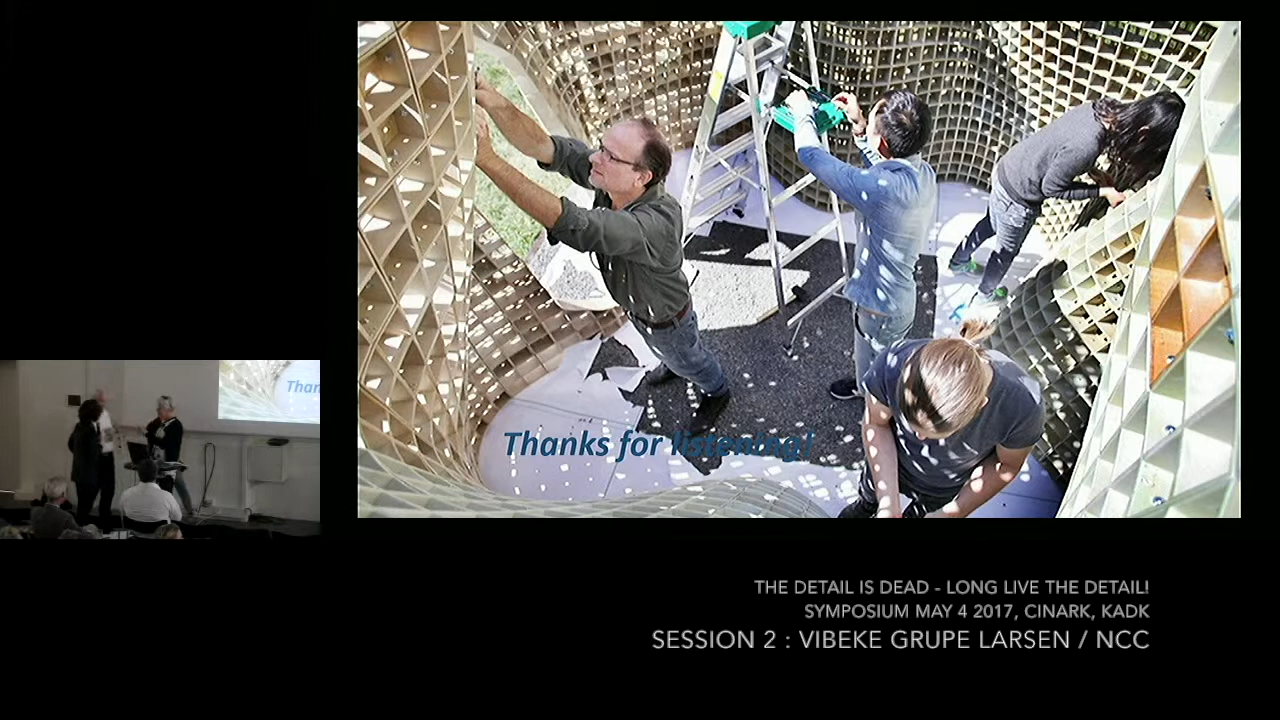 Thanks for listening!
Than
THE DETAIL IS DEAD - LONG LIVE THE DETAIL!
SYMPOSIUM MAY 4 2017, CINARK, KADK
SESSION 2 : VIBEKE GRUPE LARSEN / NCC